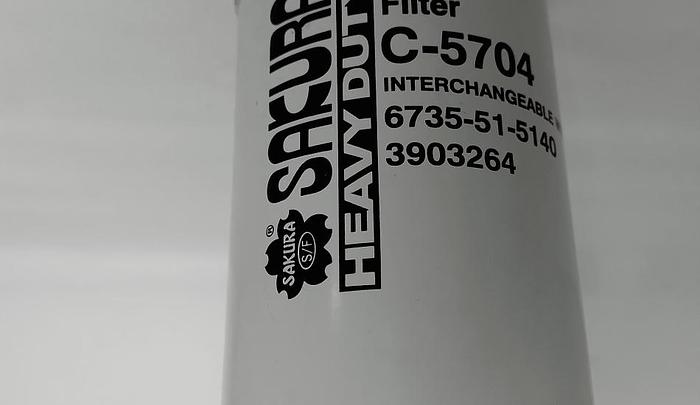 SAKURA
HEAVY DUTY
Filter
C-5704
INTERCHANGEABLE
6735-51-5140
3903264
®
SAKURA
S/F